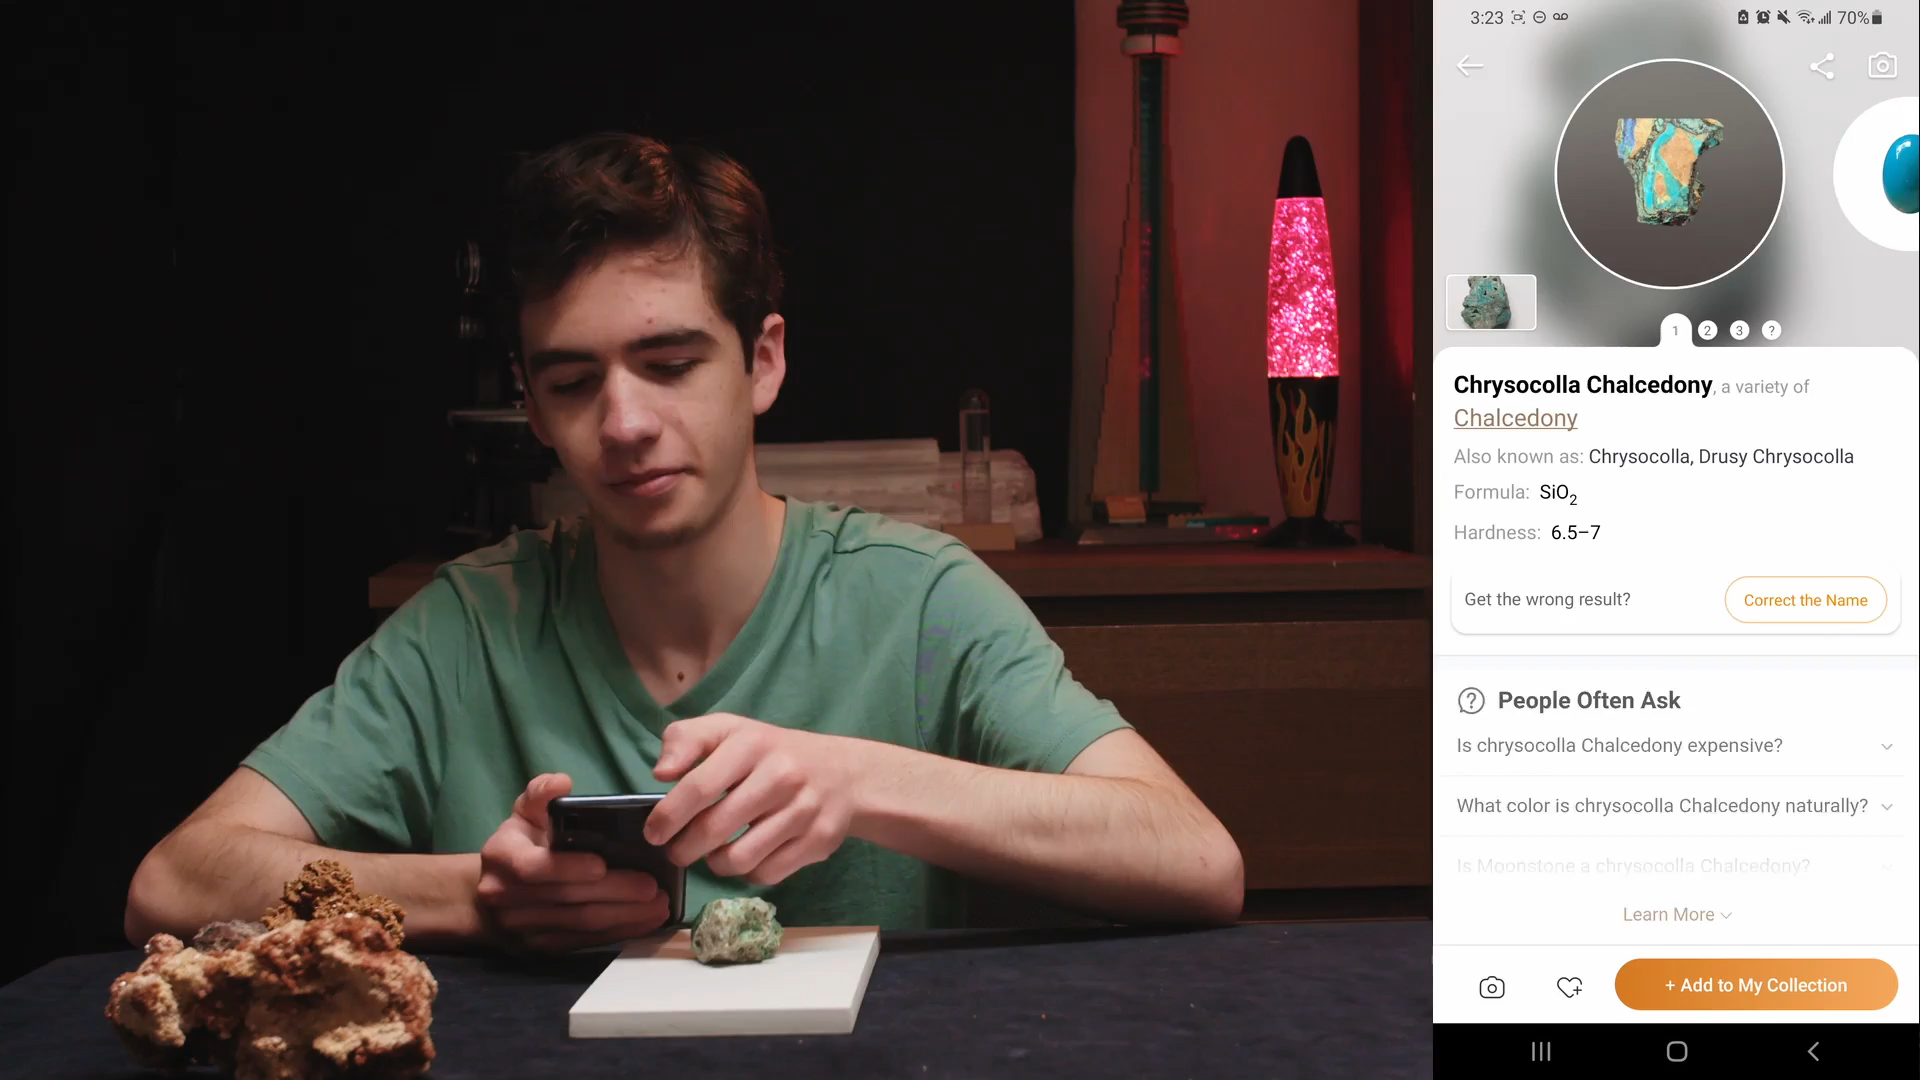 3:23
70%
1 2 3 ?
Chrysocolla Chalcedony, a variety of
Chalcedony
Also known as: Chrysocolla, Drusy Chrysocolla
Formula: SiO₂
Hardness: 6.5–7
Get the wrong result?
Correct the Name
People Often Ask
Is chrysocolla Chalcedony expensive?
What color is chrysocolla Chalcedony naturally?
Is Moonstone a chrysocolla Chalcedony?
Learn More
+ Add to My Collection